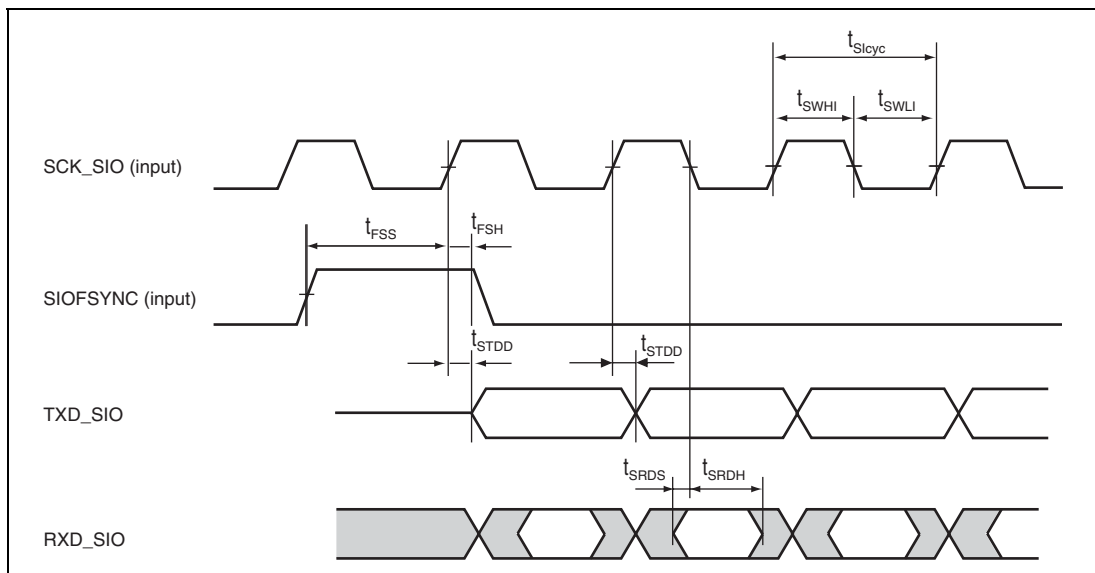 tSIcyc
tSWHI tSWLI
SCK_SIO (input)
tFSS tFSH
SIOFSYNC (input)
tSTDD tSTDD
TXD_SIO
tSRDS tSRDH
RXD_SIO